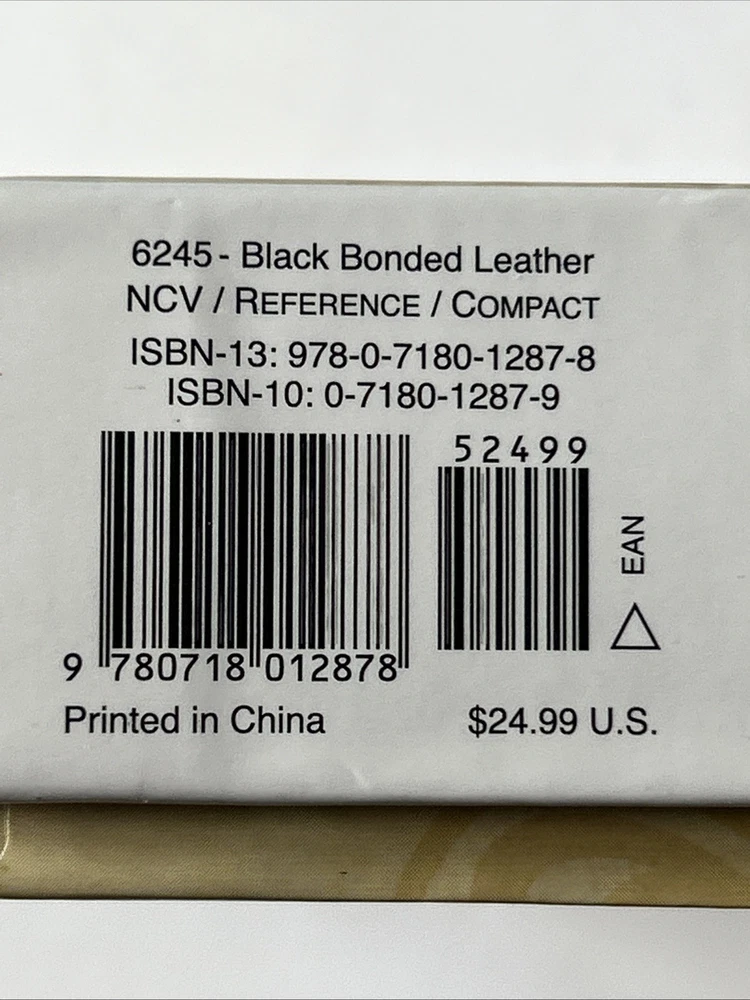 6245 - Black Bonded Leather
NCV / REFERENCE / COMPACT
ISBN-13: 978-0-7180-1287-8
ISBN-10: 0-7180-1287-9
52499
EAN
9 780718 012878
Printed in China
$24.99 U.S.